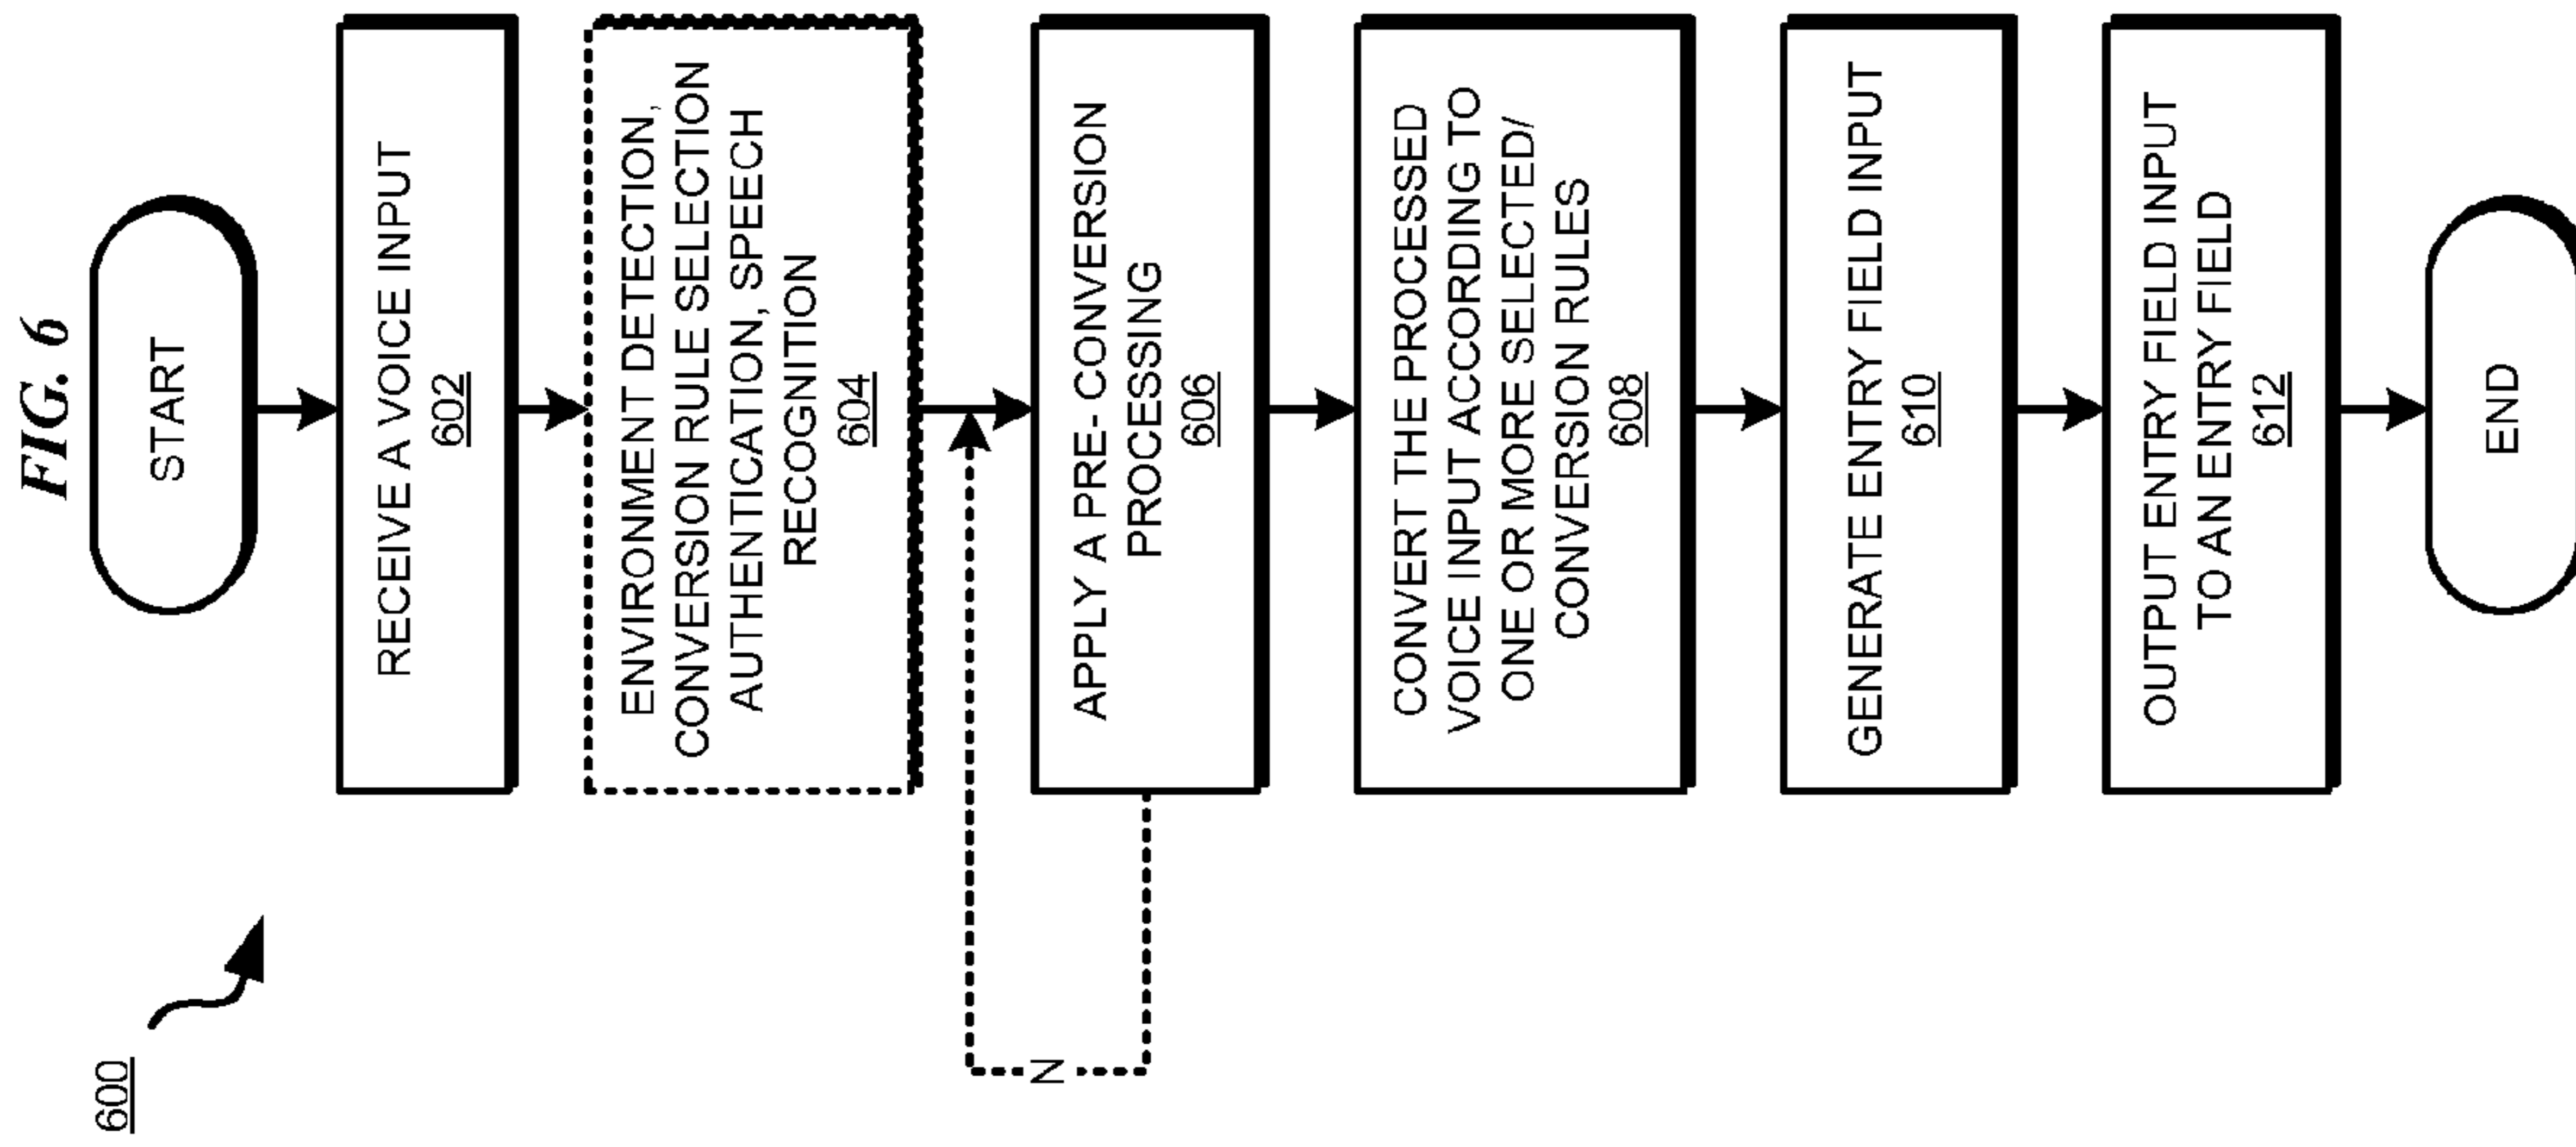 FIG. 6
600
START
RECEIVE A VOICE INPUT
602
ENVIRONMENT DETECTION,
CONVERSION RULE SELECTION
AUTHENTICATION, SPEECH
RECOGNITION
604
N
APPLY A PRE- CONVERSION
PROCESSING
606
CONVERT THE PROCESSED
VOICE INPUT ACCORDING TO
ONE OR MORE SELECTED/
CONVERSION RULES
608
GENERATE ENTRY FIELD INPUT
610
OUTPUT ENTRY FIELD INPUT
TO AN ENTRY FIELD
612
END